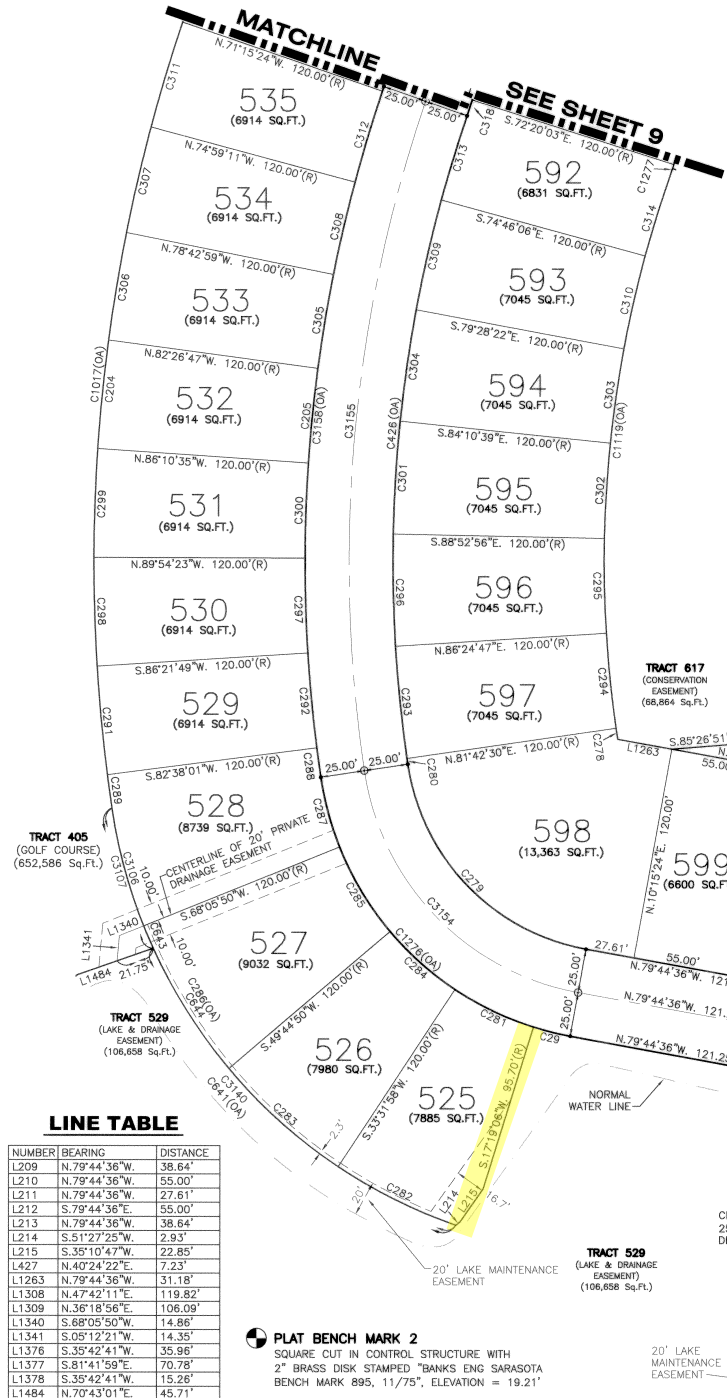 MATCHLINE
SEE SHEET 9
N.71°15'24"W. 120.00'(R)
25.00'
25.00'
C311
535
(6914 SQ.FT.)
C312
C313
C318
S.72°20'03"E. 120.00'(R)
C1277
592
(6831 SQ.FT.)
C314
N.74°59'11"W. 120.00'(R)
C307
534
(6914 SQ.FT.)
C308
S.74°46'06"E. 120.00'(R)
C309
593
(7045 SQ.FT.)
C310
N.78°42'59"W. 120.00'(R)
C306
533
(6914 SQ.FT.)
C305
S.79°28'22"E. 120.00'(R)
C304
594
(7045 SQ.FT.)
C303
N.82°26'47"W. 120.00'(R)
C1017(OA)
C204
532
(6914 SQ.FT.)
C205
C3158(OA)
C3155
C426(OA)
S.84°10'39"E. 120.00'(R)
C1119(OA)
N.86°10'35"W. 120.00'(R)
C299
531
(6914 SQ.FT.)
C300
C301
595
(7045 SQ.FT.)
C302
S.88°52'56"E. 120.00'(R)
N.89°54'23"W. 120.00'(R)
C298
530
(6914 SQ.FT.)
C297
C296
596
(7045 SQ.FT.)
C295
N.86°24'47"E. 120.00'(R)
S.86°21'49"W. 120.00'(R)
C291
529
(6914 SQ.FT.)
C292
C293
597
(7045 SQ.FT.)
C294
TRACT 617
(CONSERVATION
EASEMENT)
(68,864 Sq.Ft.)
S.82°38'01"W. 120.00'(R)
C288
25.00'
25.00'
C280
N.81°42'30"E. 120.00'(R)
C278
L1263
S.85°26'51"
N.
55.00'
C289
528
(8739 SQ.FT.)
C287
598
(13,363 SQ.FT.)
N.10°15'24"E. 120.00'
599
(6600 SQ.FT
TRACT 405
(GOLF COURSE)
(652,586 Sq.Ft.)
C3106
C3107
10.00'
CENTERLINE OF 20' PRIVATE
DRAINAGE EASEMENT
S.68°05'50"W. 120.00'(R)
C285
C279
C3154
L1340
L1341
L1484
21.75'
C643
10.00'
527
(9032 SQ.FT.)
C1276(OA)
C284
27.61'
55.00'
N.79°44'36"W. 121.
25.00'
N.79°44'36"W. 121.
25.00'
C286(OA)
C644
S.49°44'50"W. 120.00'(R)
C281
C29
N.79°44'36"W. 121.25
TRACT 529
(LAKE & DRAINAGE
EASEMENT)
(106,658 Sq.Ft.)
526
(7980 SQ.FT.)
S.33°31'58"W. 120.00'(R)
525
(7885 SQ.FT.)
S.17°19'06"W. 95.70'(R)
NORMAL
WATER LINE
C3140
C641(OA)
C283
2.3'
20'
C282
L214
L215
16.7'
20' LAKE MAINTENANCE
EASEMENT
TRACT 529
(LAKE & DRAINAGE
EASEMENT)
(106,658 Sq.Ft.)
LINE TABLE
NUMBER BEARING DISTANCE
L209 N.79°44'36"W. 38.64'
L210 N.79°44'36"W. 55.00'
L211 N.79°44'36"W. 27.61'
L212 S.79°44'36"E. 55.00'
L213 N.79°44'36"W. 38.64'
L214 S.51°27'25"W. 2.93'
L215 S.35°10'47"W. 22.85'
L427 N.40°24'22"E. 7.23'
L1263 N.79°44'36"W. 31.18'
L1308 N.47°42'11"E. 119.82'
L1309 N.36°18'56"E. 106.09'
L1340 S.68°05'50"W. 14.86'
L1341 S.05°12'21"W. 14.35'
L1376 S.35°42'41"W. 35.96'
L1377 S.81°41'59"E. 70.78'
L1378 S.35°42'41"W. 15.26'
L1484 N.70°43'01"E. 45.71'
PLAT BENCH MARK 2
SQUARE CUT IN CONTROL STRUCTURE WITH
2" BRASS DISK STAMPED "BANKS ENG SARASOTA
BENCH MARK 895, 11/75", ELEVATION = 19.21'
20' LAKE
MAINTENANCE
EASEMENT